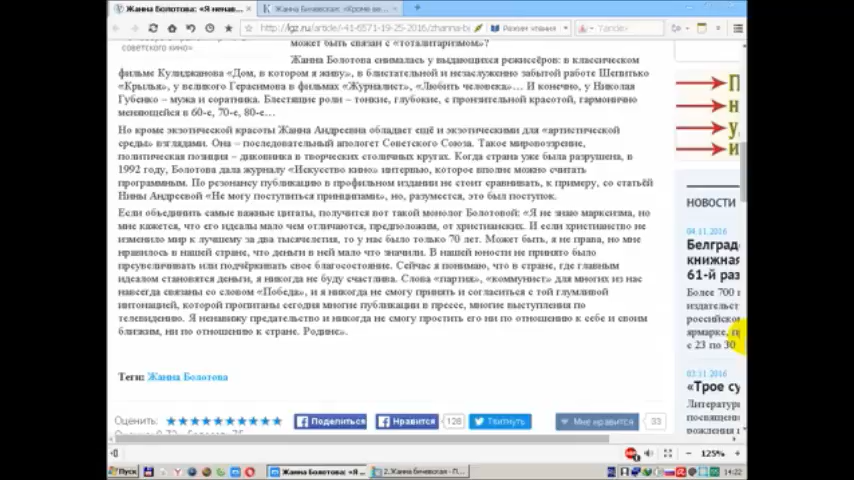 Жанна Болотова: «Я ненав...
Жанна Бичевская: «Кроме ве...
http://lgz.ru/article/-41-6571-19-25-2016/zhanna-b
Режим чтения
Yandex
советского кино»
может быть связан с «тоталитаризмом»?
Жанна Болотова снималась у выдающихся режиссёров: в классическом
фильме Кулиджанова «Дом, в котором я живу», в блистательной и незаслуженно забытой работе Шепитько
«Крылья», у великого Герасимова в фильмах «Журналист», «Любить человека»… И конечно, у Николая
Губенко – мужа и соратника. Блестящие роли – тонкие, глубокие, с пронзительной красотой, гармонично
меняющейся в 60-е, 70-е, 80-е…
Но кроме экзотической красоты Жанна Андреевна обладает ещё и экзотическими для «артистической
среды» взглядами. Она – последовательный апологет Советского Союза. Такое мировоззрение,
политическая позиция – диковинка в творческих столичных кругах. Когда страна уже была разрушена, в
1992 году, Болотова дала журналу «Искусство кино» интервью, которое вполне можно считать
программным. По резонансу публикацию в профильном издании не стоит сравнивать, к примеру, со статьёй
Нины Андреевой «Не могу поступиться принципами», но, разумеется, это был поступок.
Если объединить самые важные цитаты, получится вот такой монолог Болотовой: «Я не знаю марксизма, но
мне кажется, что его идеалы мало чем отличаются, предположим, от христианских. И если христианство не
изменило мир к лучшему за два тысячелетия, то у нас было только 70 лет. Может быть, я не права, но мне
нравилось в нашей стране, что деньги в ней мало что значили. В нашей юности не принято было
преувеличивать или подчёркивать свое благосостояние. Сейчас я понимаю, что в стране, где главным
идеалом становятся деньги, я никогда не буду счастлива. Слова «партия», «коммунист» для многих из нас
навсегда связаны со словом «Победа», и я никогда не смогу принять и согласиться с той глумливой
интонацией, которой пропитаны сегодня многие публикации в прессе, многие выступления по
телевидению. Я ненавижу предательство и никогда не смогу простить его ни по отношению к себе и своим
близким, ни по отношению к стране. Родине».
Теги: Жанна Болотова
Оценить:
Поделиться
Нравится
128
Твитнуть
Мне нравится
33
НОВОСТИ
04.11.2016
Белград
книжная
61-й раз
Более 700
издательст
российском
ярмарке, п
с 23 по 30
03.11.2016
«Трое су
Литературн
посвящени
рождения
125%
Пуск
Жанна Болотова: «Я ...
2.Жанна бичевская - П...
14:22